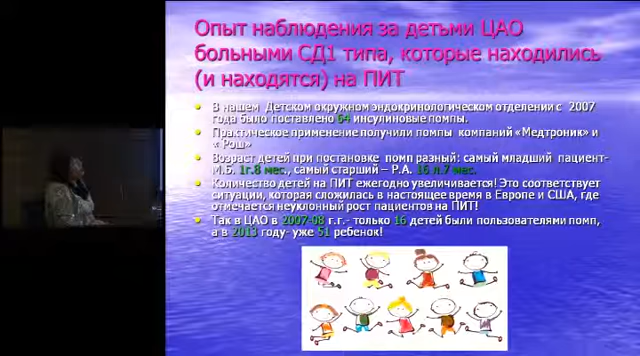 Опыт наблюдения за детьми ЦАО
больными СД1 типа, которые находились
(и находятся) на ПИТ
В нашем Детском окружном эндокринологическом отделении с 2007
года было поставлено 64 инсулиновые помпы.
Практическое применение получили помпы компаний «Медтроник» и
« Рош»
Возраст детей при постановке помп разный: самый младший пациент-
М.Б. 1г.8 мес., самый старший – Р.А. 16 л.7 мес.
Количество детей на ПИТ ежегодно увеличивается! Это соответствует
ситуации, которая сложилась в настоящее время в Европе и США, где
отмечается неуклонный рост пациентов на ПИТ!
Так в ЦАО в 2007-08 г.г.- только 16 детей были пользователями помп,
а в 2013 году- уже 51 ребенок!